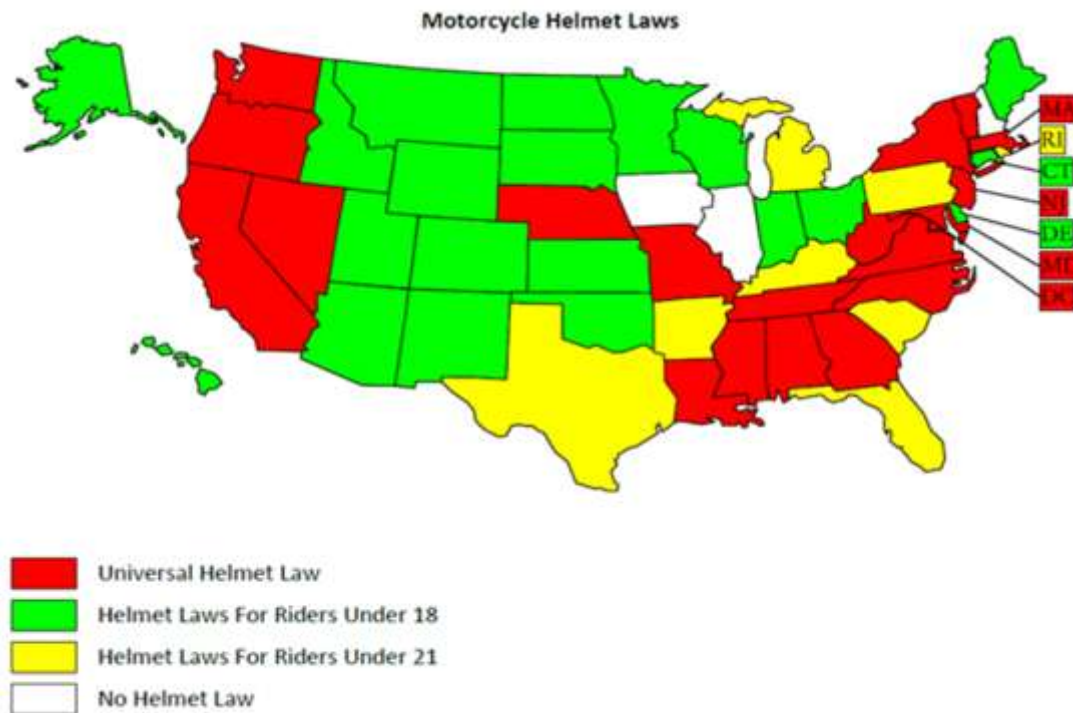 Motorcycle Helmet Laws
MA
RI
CT
NJ
DE
MD
DC
Universal Helmet Law
Helmet Laws For Riders Under 18
Helmet Laws For Riders Under 21
No Helmet Law